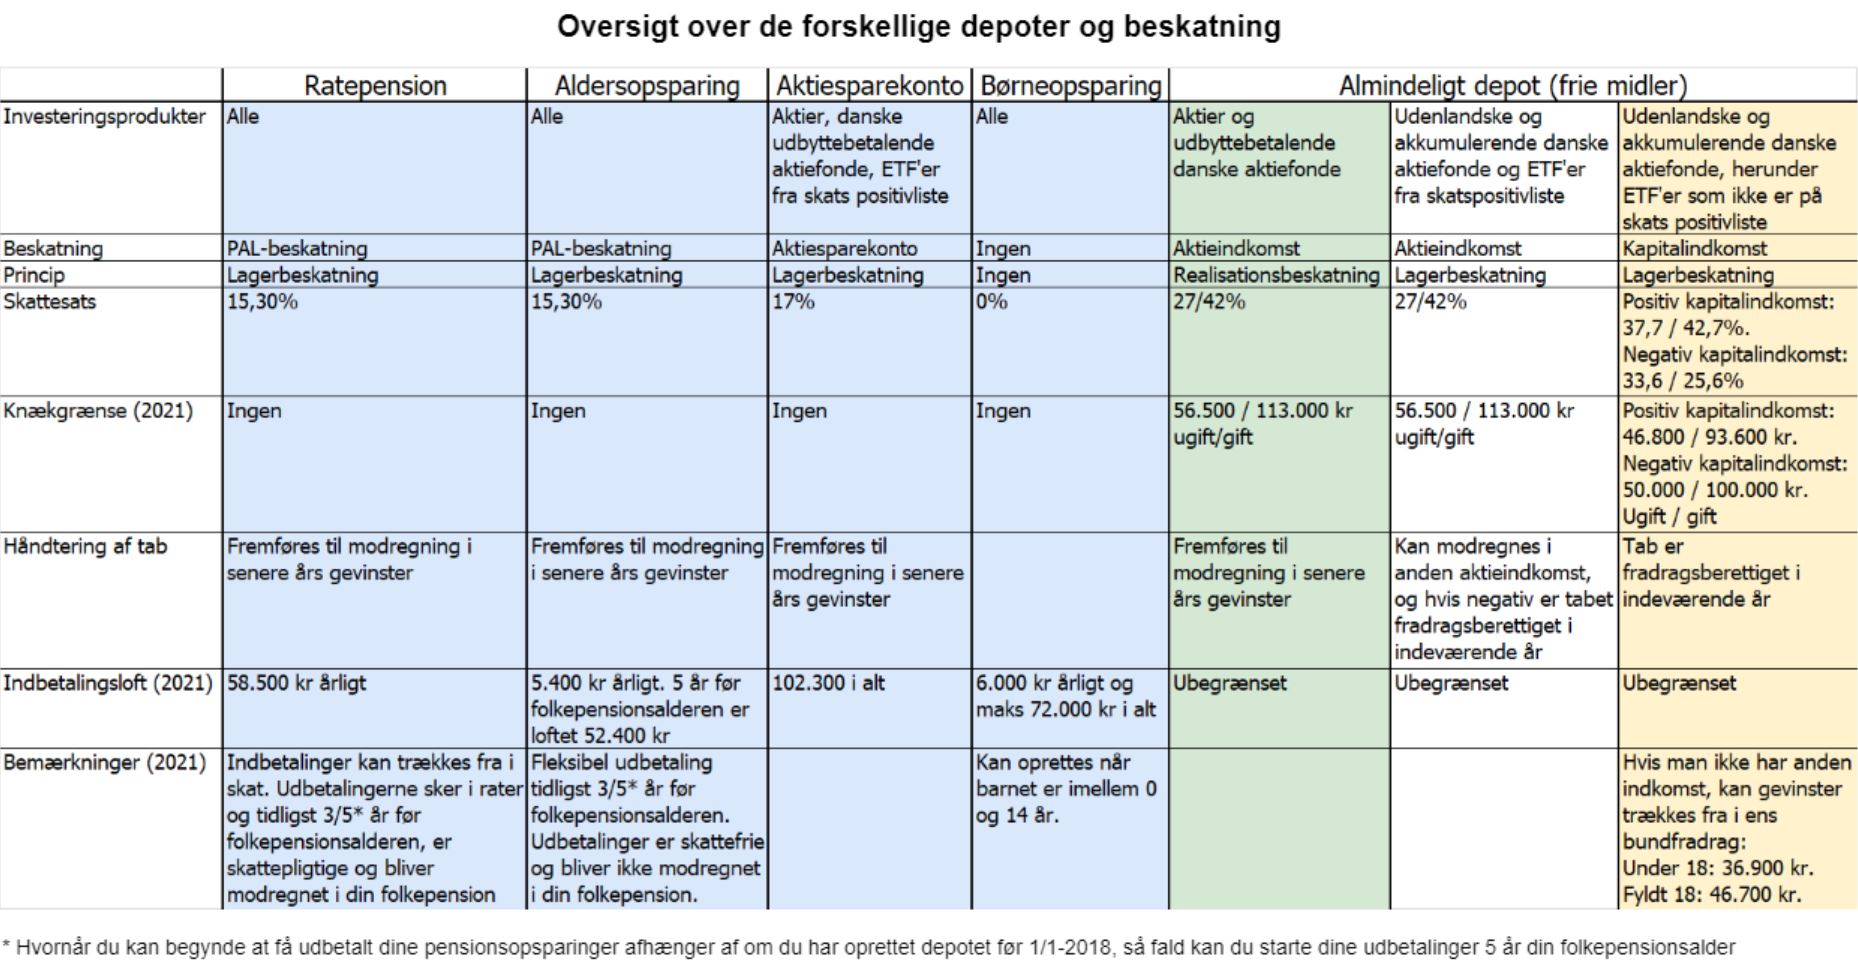 Oversigt over de forskellige depoter og beskatning
Ratepension
Aldersopsparing
Aktiesparekonto
Børneopsparing
Almindeligt depot (frie midler)
Investeringsprodukter
Alle
Alle
Aktier, danske
udbyttebetalende
aktiefonde, ETF'er
fra skats positivliste
Alle
Aktier og
udbyttebetalende
danske aktiefonde
Udenlandske og
akkumulerende danske
aktiefonde og ETF'er
fra skatspositivliste
Udenlandske og
akkumulerende danske
aktiefonde, herunder
ETF'er som ikke er på
skats positivliste
Beskatning
PAL-beskatning
PAL-beskatning
Aktiesparekonto
Ingen
Aktieindkomst
Aktieindkomst
Kapitalindkomst
Princip
Lagerbeskatning
Lagerbeskatning
Lagerbeskatning
Ingen
Realisationsbeskatning
Lagerbeskatning
Lagerbeskatning
Skattesats
15,30%
15,30%
17%
0%
27/42%
27/42%
Positiv kapitalindkomst:
37,7 / 42,7%.
Negativ kapitalindkomst:
33,6 / 25,6%
Knækgrænse (2021)
Ingen
Ingen
Ingen
Ingen
56.500 / 113.000 kr
ugift/gift
56.500 / 113.000 kr
ugift/gift
Positiv kapitalindkomst:
46.800 / 93.600 kr.
Negativ kapitalindkomst:
50.000 / 100.000 kr.
Ugift / gift
Håndtering af tab
Fremføres til modregning i
senere års gevinster
Fremføres til modregning
i senere års gevinster
Fremføres til
modregning i senere
års gevinster
Fremføres til
modregning i senere
års gevinster
Kan modregnes i
anden aktieindkomst,
og hvis negativ er tabet
fradragsberettiget i
indeværende år
Tab er
fradragsberettiget i
indeværende år
Indbetalingsloft (2021)
58.500 kr årligt
5.400 kr årligt. 5 år før
folkepensionsalderen er
loftet 52.400 kr
102.300 i alt
6.000 kr årligt og
maks 72.000 kr i alt
Ubegrænset
Ubegrænset
Ubegrænset
Bemærkninger (2021)
Indbetalinger kan trækkes fra i
skat. Udbetalingerne sker i rater
og tidligst 3/5* år før
folkepensionsalderen, er
skattepligtige og bliver
modregnet i din folkepension
Fleksibel udbetaling
tidligst 3/5* år før
folkepensionsalderen.
Udbetalinger er skattefrie
og bliver ikke modregnet
i din folkepension.
Kan oprettes når
barnet er imellem 0
og 14 år.
Hvis man ikke har anden
indkomst, kan gevinster
trækkes fra i ens
bundfradrag:
Under 18: 36.900 kr.
Fyldt 18: 46.700 kr.
* Hvornår du kan begynde at få udbetalt dine pensionsopsparinger afhænger af om du har oprettet depotet før 1/1-2018, så fald kan du starte dine udbetalinger 5 år din folkepensionsalder